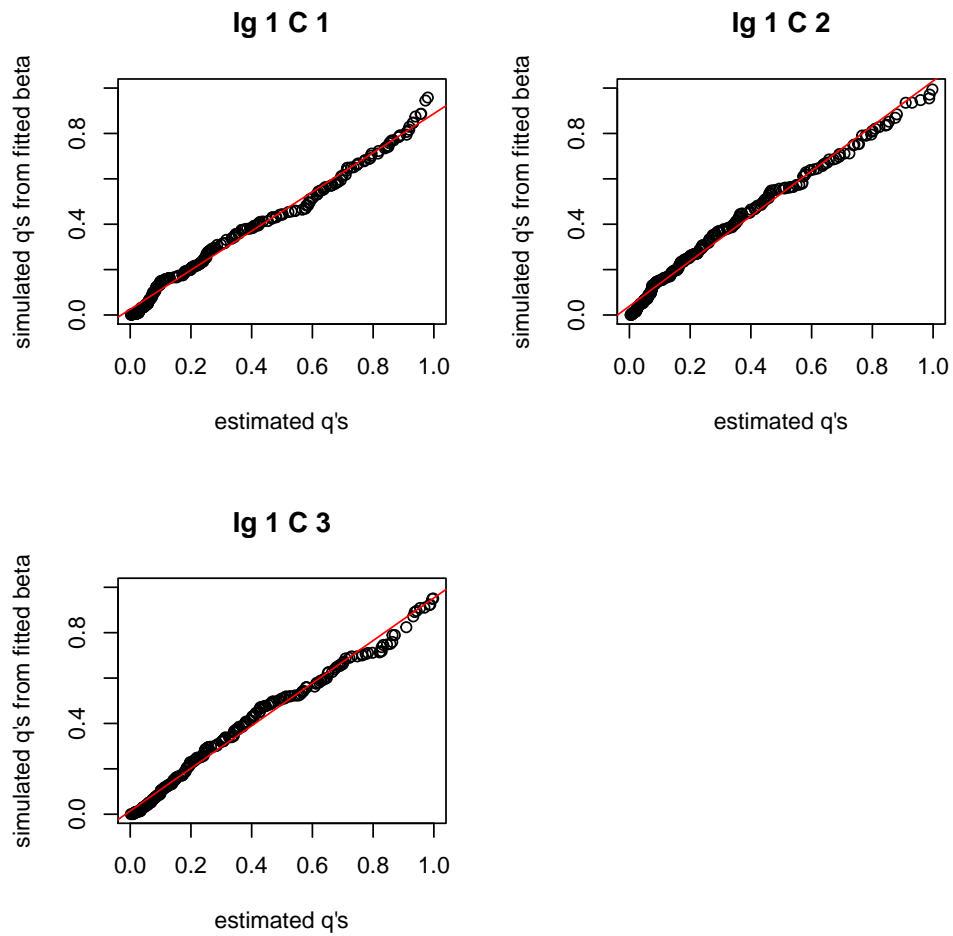 Ig 1 C 1
simulated q's from fitted beta
0.0 0.4 0.8
0.0 0.2 0.4 0.6 0.8 1.0
estimated q's
Ig 1 C 2
simulated q's from fitted beta
0.0 0.4 0.8
0.0 0.2 0.4 0.6 0.8 1.0
estimated q's
Ig 1 C 3
simulated q's from fitted beta
0.0 0.4 0.8
0.0 0.2 0.4 0.6 0.8 1.0
estimated q's